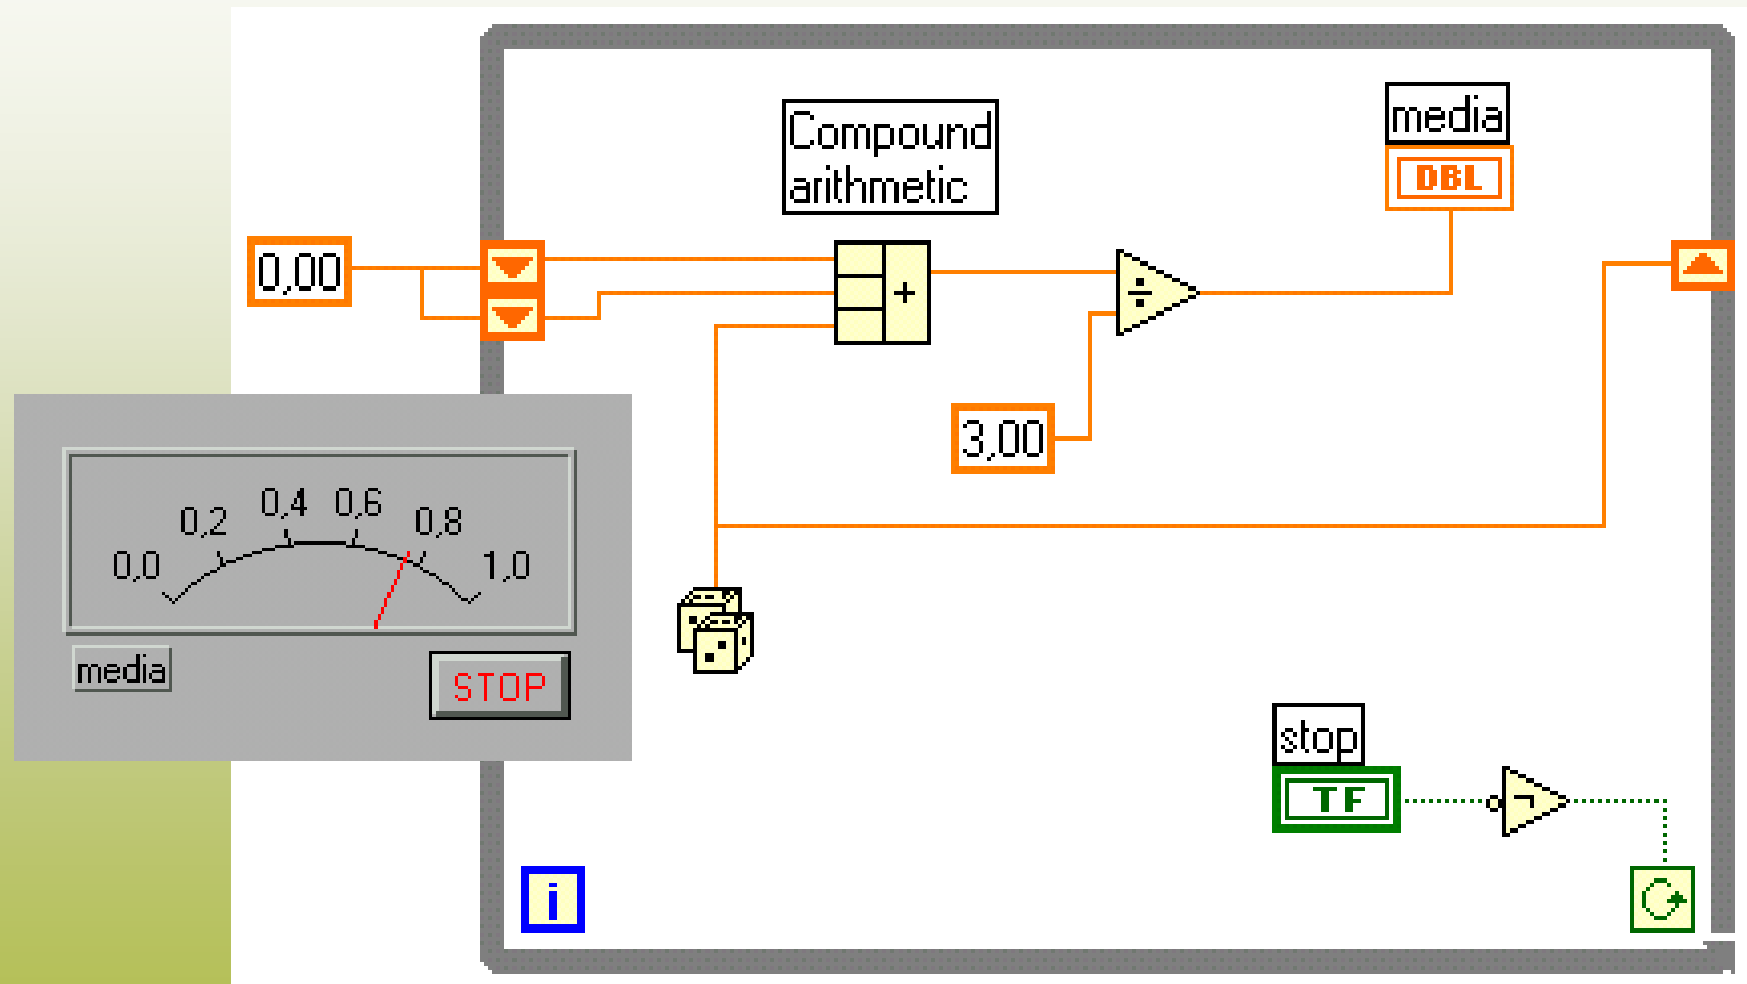 Compound
arithmetic
media
DBL
0,00
+
÷
3,00
0,0
0,2
0,4
0,6
0,8
1,0
media
STOP
stop
TF
i